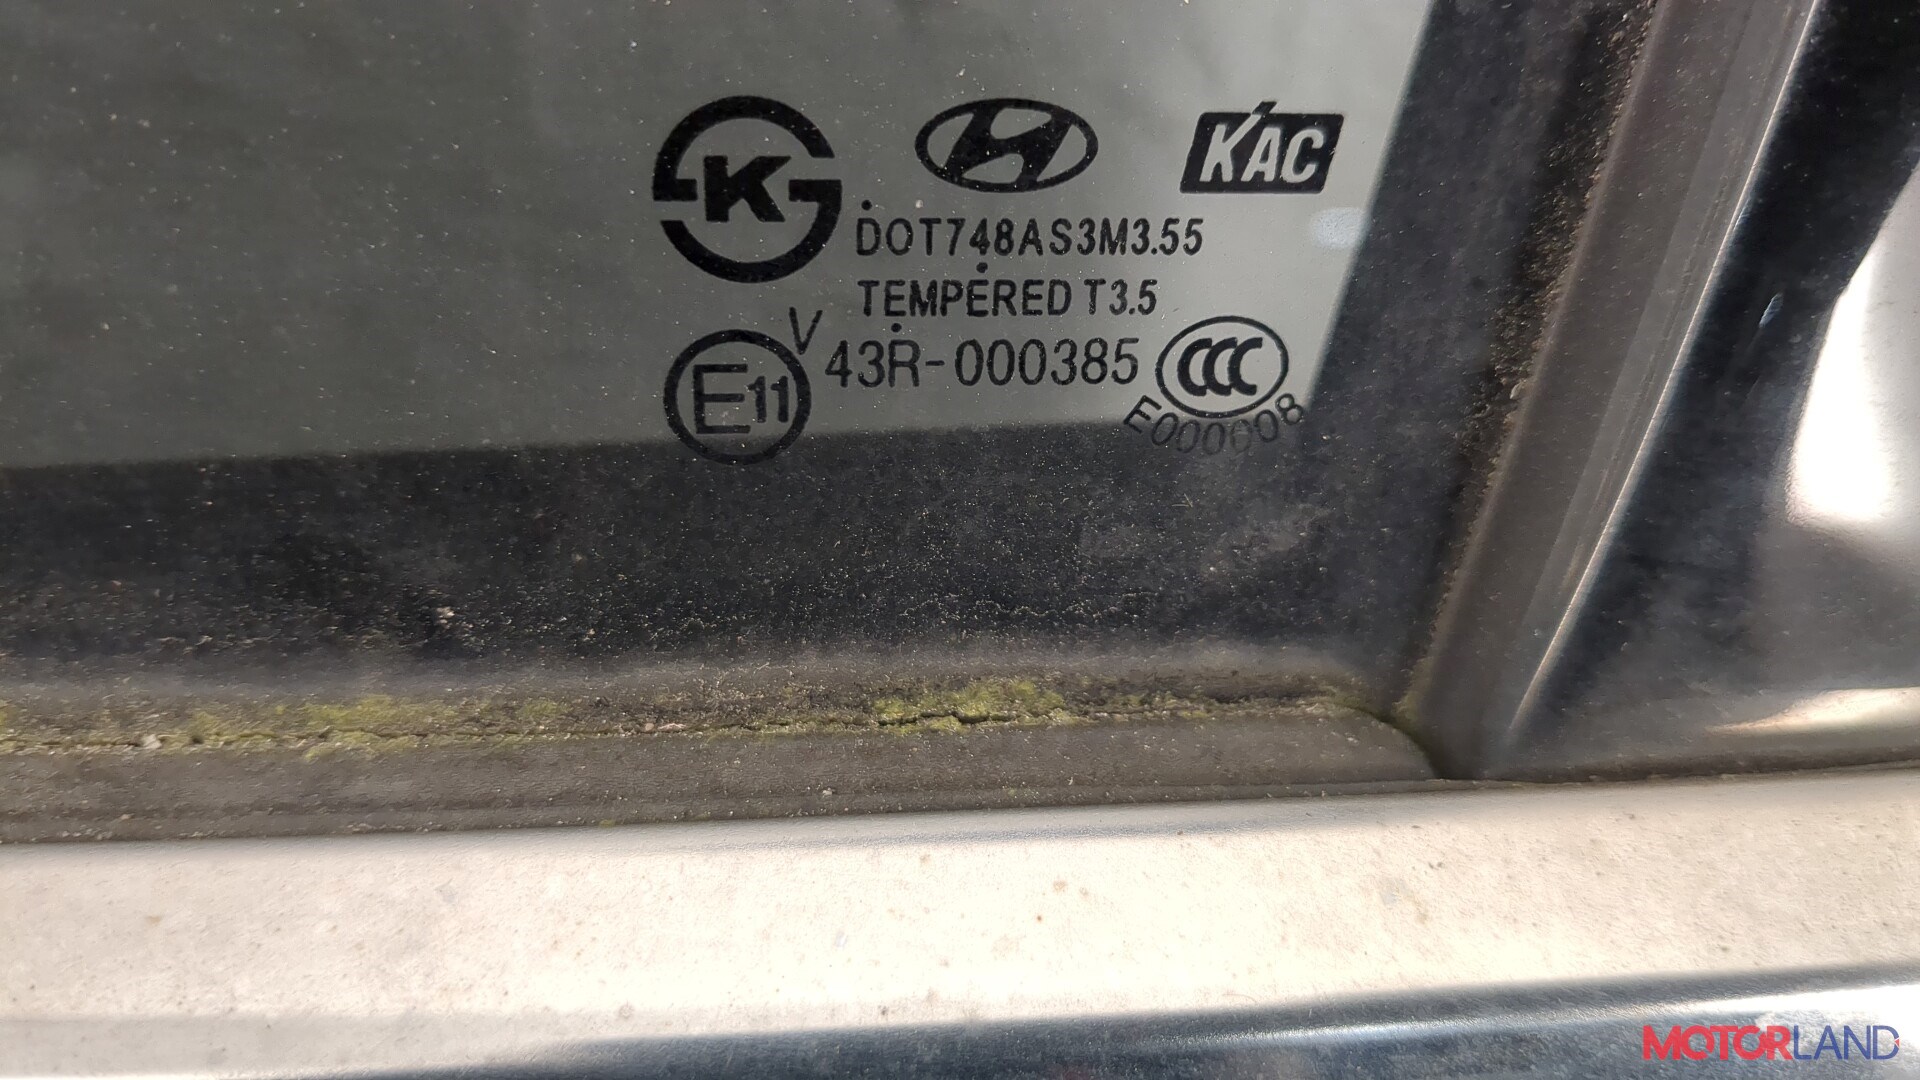 K
KAC
DOT748AS3M3.55
TEMPERED T3.5
V
E11 43R-000385 CCC
E000008
MOTORLAND